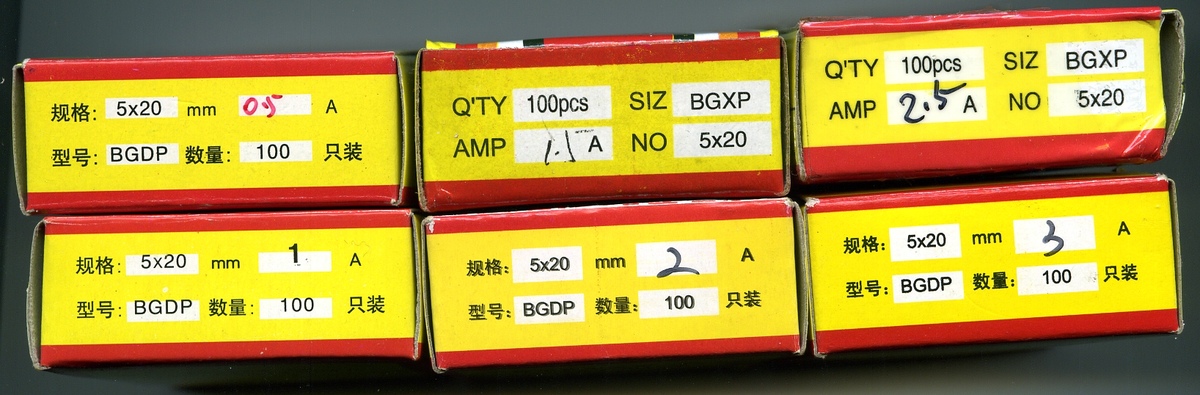 规格: 5x20 mm 0.5 A
型号: BGDP 数量: 100 只装
Q'TY 100pcs SIZ BGXP
AMP 1.5 A NO 5x20
Q'TY 100pcs SIZ BGXP
AMP 2.5 A NO 5x20
规格: 5x20 mm 1 A
型号: BGDP 数量: 100 只装
规格: 5x20 mm 2 A
型号: BGDP 数量: 100 只装
规格: 5x20 mm 3 A
型号: BGDP 数量: 100 只装